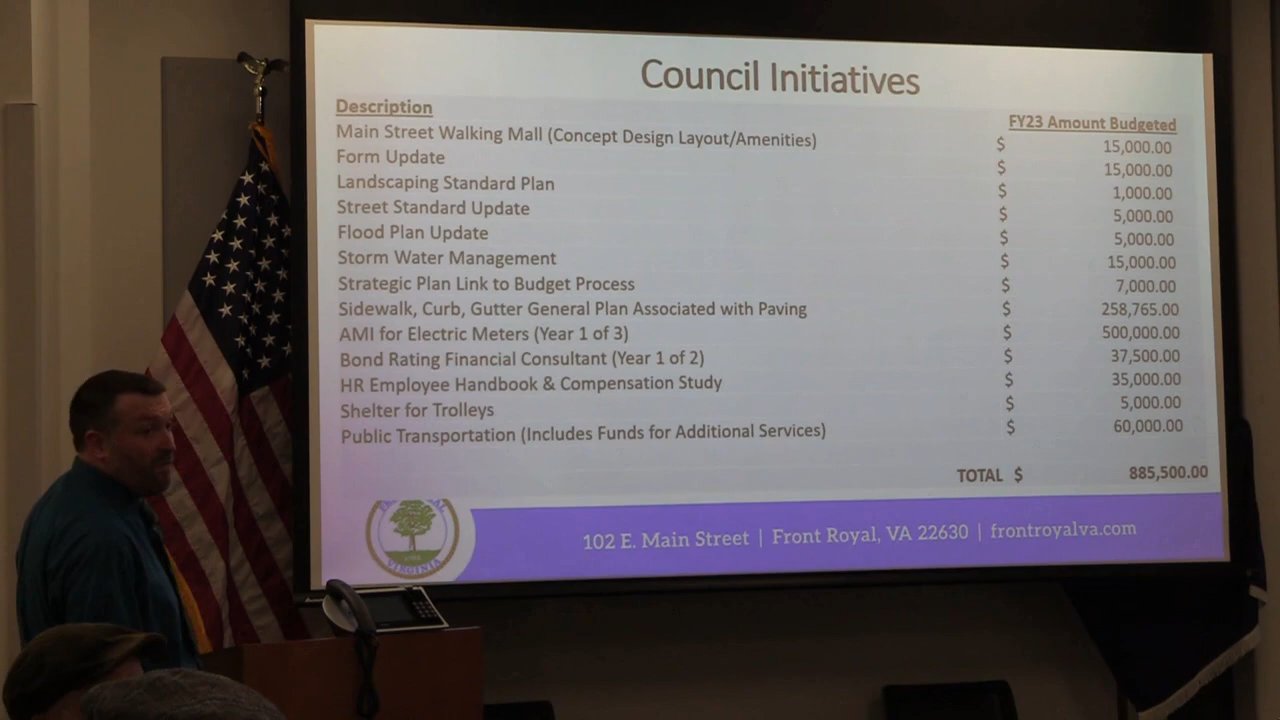 Council Initiatives
Description FY23 Amount Budgeted
Main Street Walking Mall (Concept Design Layout/Amenities) $ 15,000.00
Form Update $ 15,000.00
Landscaping Standard Plan $ 1,000.00
Street Standard Update $ 5,000.00
Flood Plan Update $ 5,000.00
Storm Water Management $ 15,000.00
Strategic Plan Link to Budget Process $ 7,000.00
Sidewalk, Curb, Gutter General Plan Associated with Paving $ 258,765.00
AMI for Electric Meters (Year 1 of 3) $ 500,000.00
Bond Rating Financial Consultant (Year 1 of 2) $ 37,500.00
HR Employee Handbook & Compensation Study $ 35,000.00
Shelter for Trolleys $ 5,000.00
Public Transportation (Includes Funds for Additional Services) $ 60,000.00
TOTAL $ 885,500.00
VIRGINIA
102 E. Main Street | Front Royal, VA 22630 | frontroyalva.com